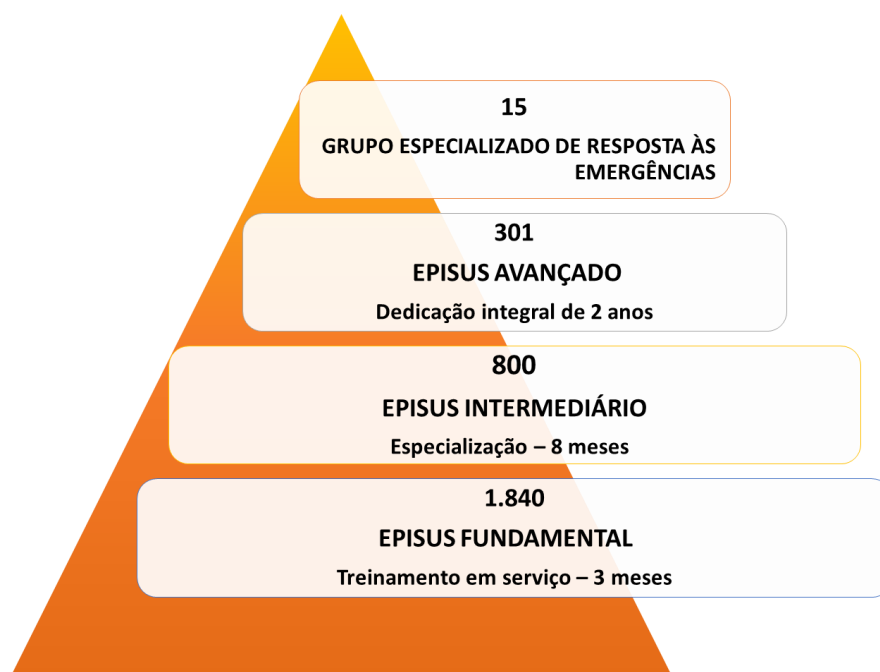 15
GRUPO ESPECIALIZADO DE RESPOSTA ÀS
EMERGÊNCIAS
301
EPISUS AVANÇADO
Dedicação integral de 2 anos
800
EPISUS INTERMEDIÁRIO
Especialização – 8 meses
1.840
EPISUS FUNDAMENTAL
Treinamento em serviço – 3 meses